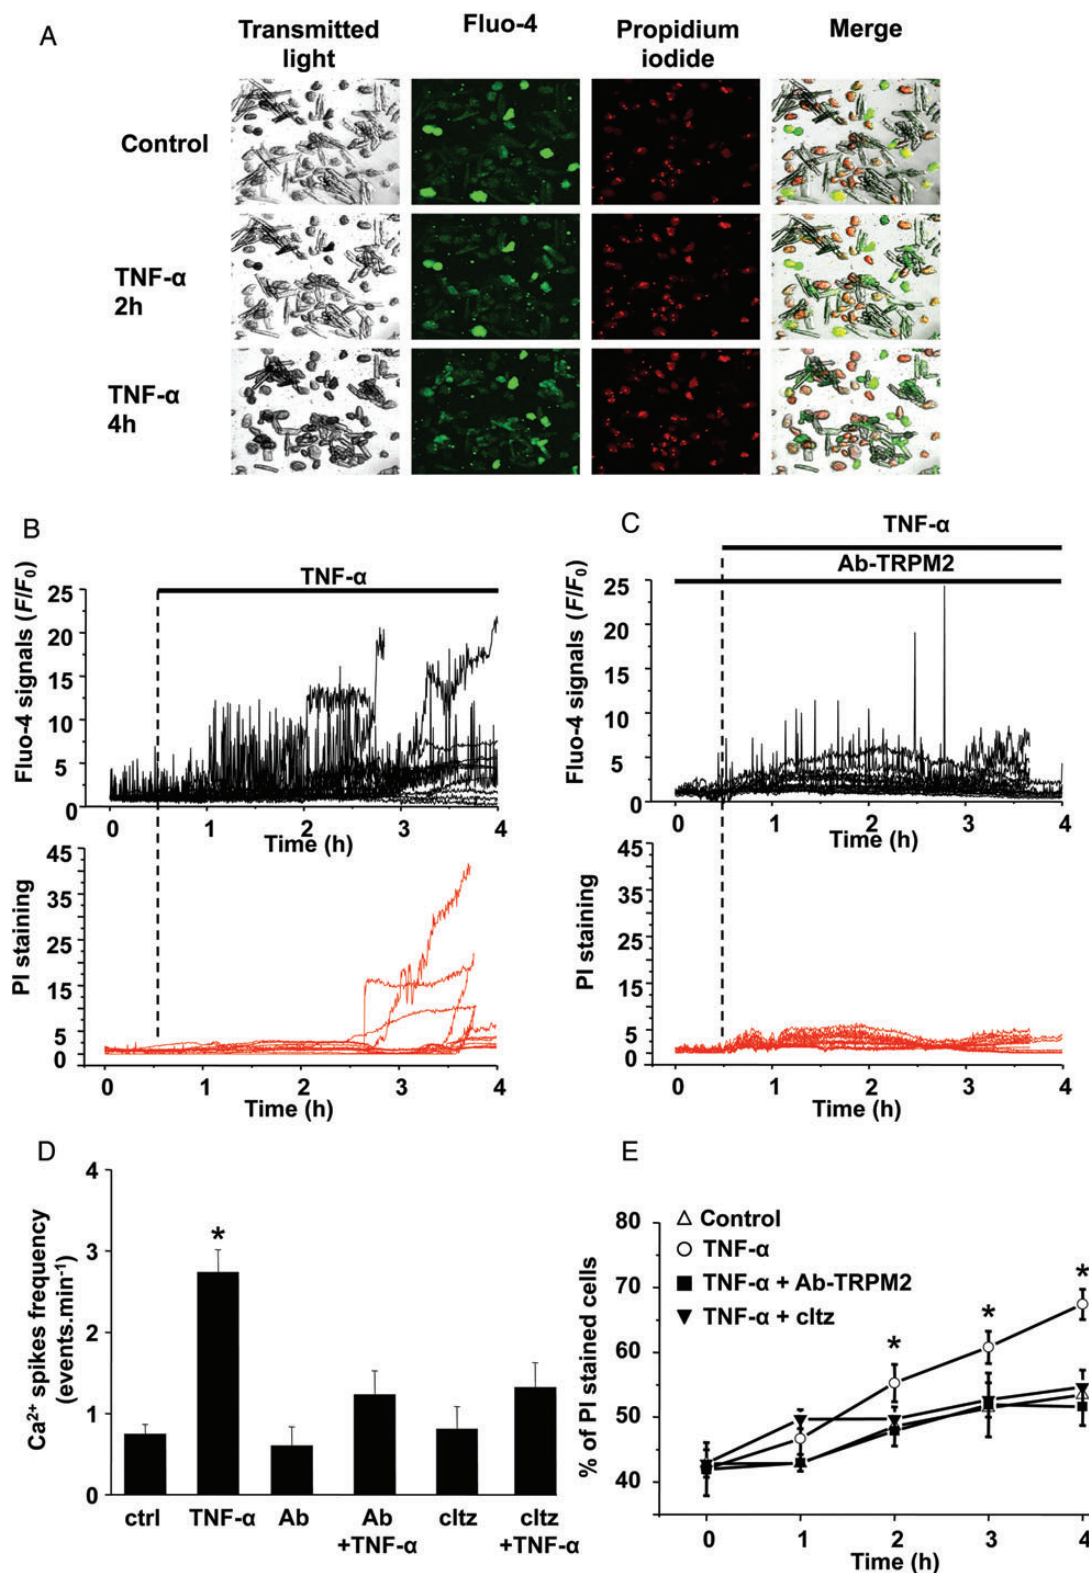 A
Transmitted light
Fluo-4
Propidium iodide
Merge
Control
TNF-α 2h
TNF-α 4h
B
TNF-α
Fluo-4 signals (F/F0)
25
20
15
10
5
0
0 1 2 3 4
Time (h)
PI staining
45
35
25
15
5
0
0 1 2 3 4
Time (h)
C
TNF-α
Ab-TRPM2
Fluo-4 signals (F/F0)
25
20
15
10
5
0
0 1 2 3 4
Time (h)
PI staining
45
35
25
15
5
0
0 1 2 3 4
Time (h)
D
Ca²⁺ spikes frequency
(events.min⁻¹)
4
3
2
1
0
*
ctrl
TNF-α
Ab
Ab +TNF-α
cltz
cltz +TNF-α
E
% of PI stained cells
80
70
60
50
40
Control
TNF-α
TNF-α + Ab-TRPM2
TNF-α + cltz
* * *
0 1 2 3 4
Time (h)